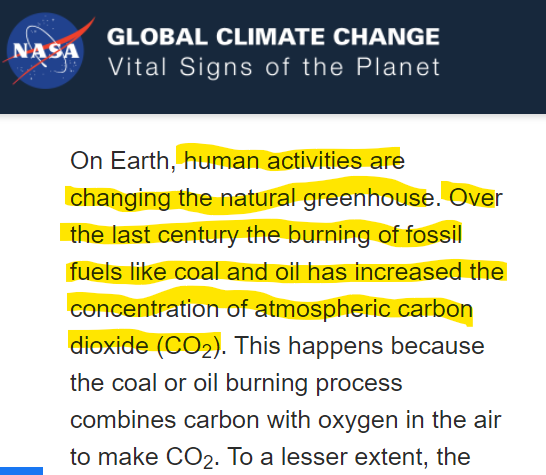 NASA
GLOBAL CLIMATE CHANGE
Vital Signs of the Planet
On Earth, human activities are
changing the natural greenhouse. Over
the last century the burning of fossil
fuels like coal and oil has increased the
concentration of atmospheric carbon
dioxide (CO₂). This happens because
the coal or oil burning process
combines carbon with oxygen in the air
to make CO₂. To a lesser extent, the